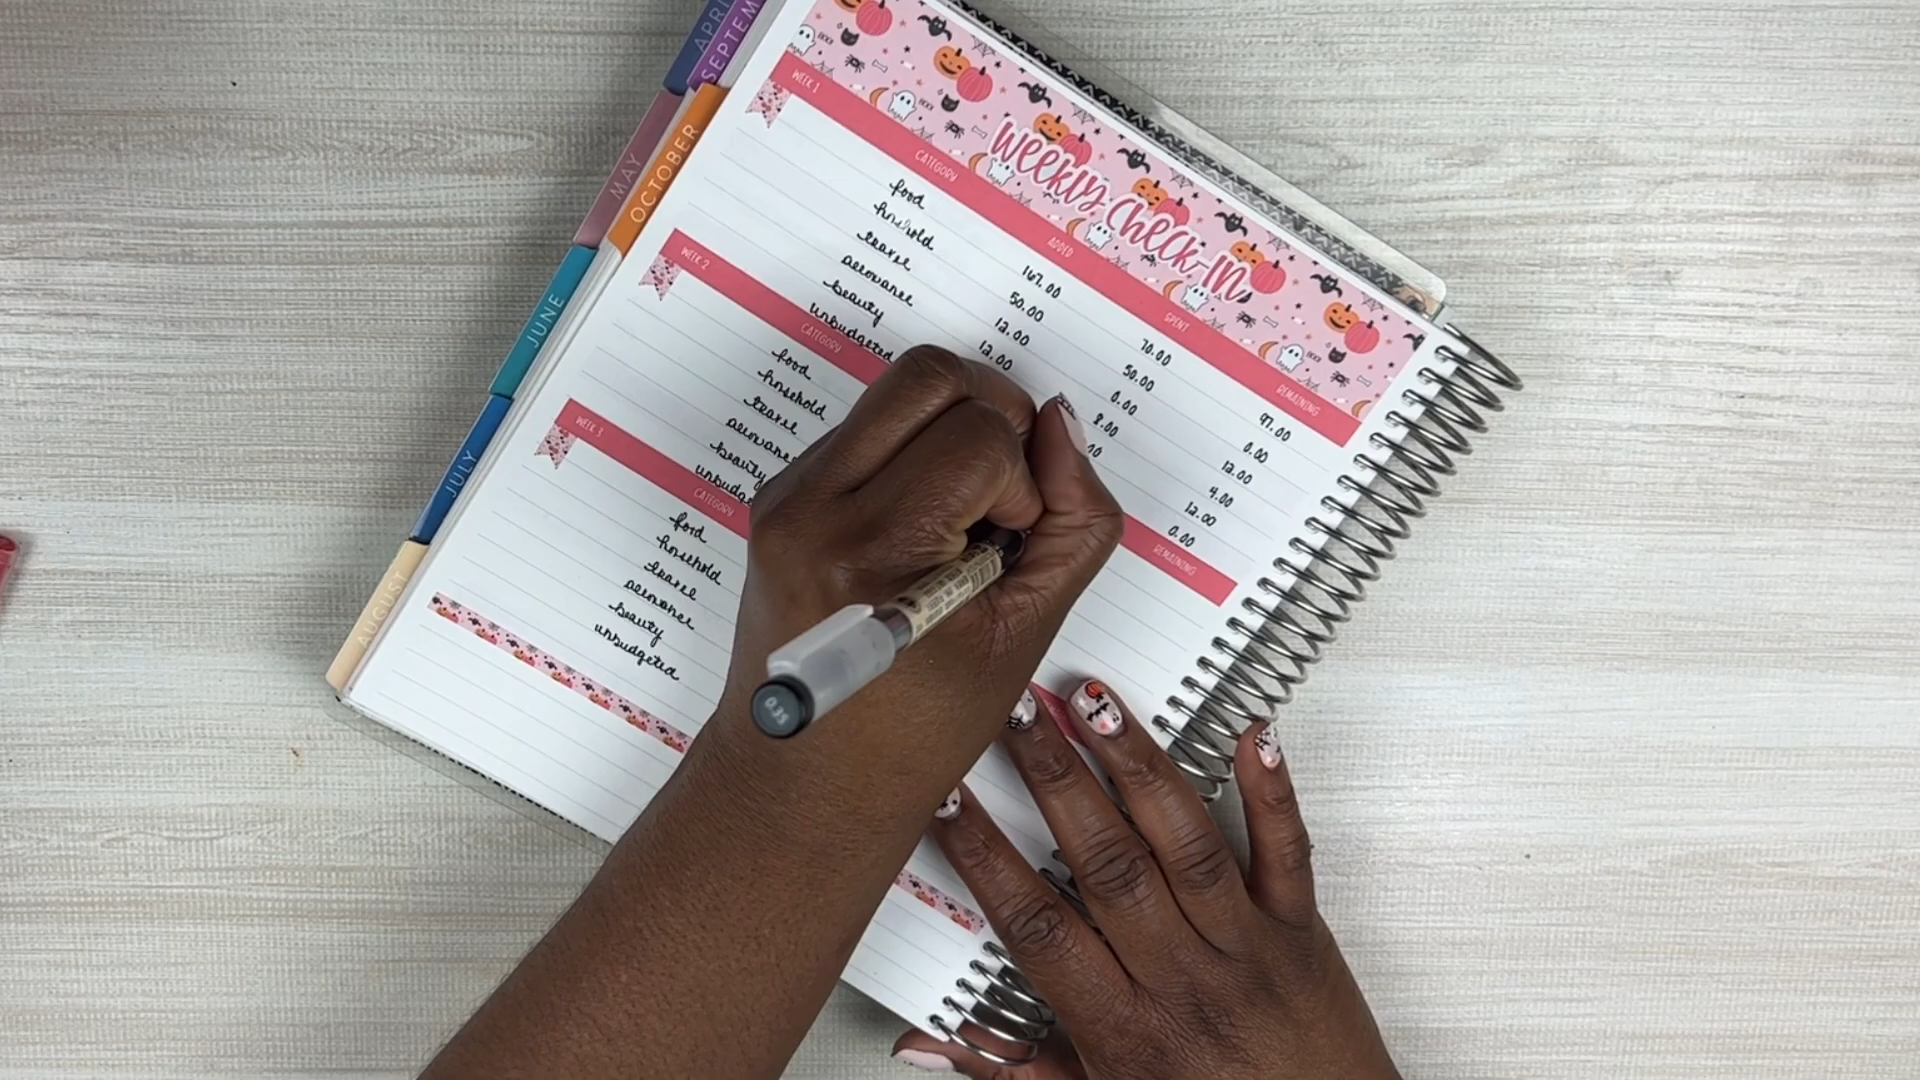 APRIL
SEPTEM
MAY
OCTOBER
JUNE
JULY
AUGUST
Weekly Check-In
WEEK 1 CATEGORY ADDED SPENT REMAINING
food 167.00 70.00 97.00
household 50.00 50.00 0.00
travel 12.00 0.00 12.00
allowance 12.00 8.00 4.00
beauty 12.00
unbudgeted 0.00
WEEK 2 CATEGORY REMAINING
food
household
travel
allowance
beauty
WEEK 3 CATEGORY
food
household
travel
allowance
beauty
unbudgeted
0.35